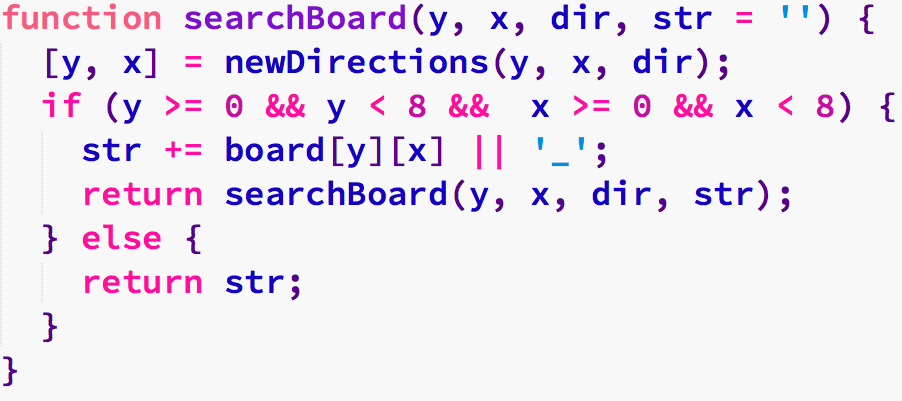 function searchBoard(y, x, dir, str = '') {
  [y, x] = newDirections(y, x, dir);
  if (y >= 0 && y < 8 &&  x >= 0 && x < 8) {
    str += board[y][x] || '_';
    return searchBoard(y, x, dir, str);
  } else {
    return str;
  }
}